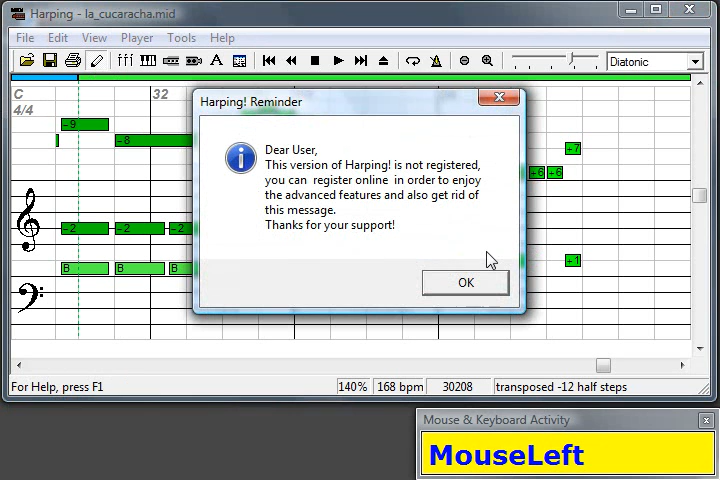 Harping - la_cucaracha.mid
File Edit View Player Tools Help
Diatonic
C
4/4
32
-9
-8
-2 -2 -2
B B B
+6 +6
+7
+1
Harping! Reminder
Dear User,
This version of Harping! is not registered,
you can register online in order to enjoy
the advanced features and also get rid of
this message.
Thanks for your support!
OK
For Help, press F1
140%
168 bpm
30208
transposed -12 half steps
Mouse & Keyboard Activity
MouseLeft